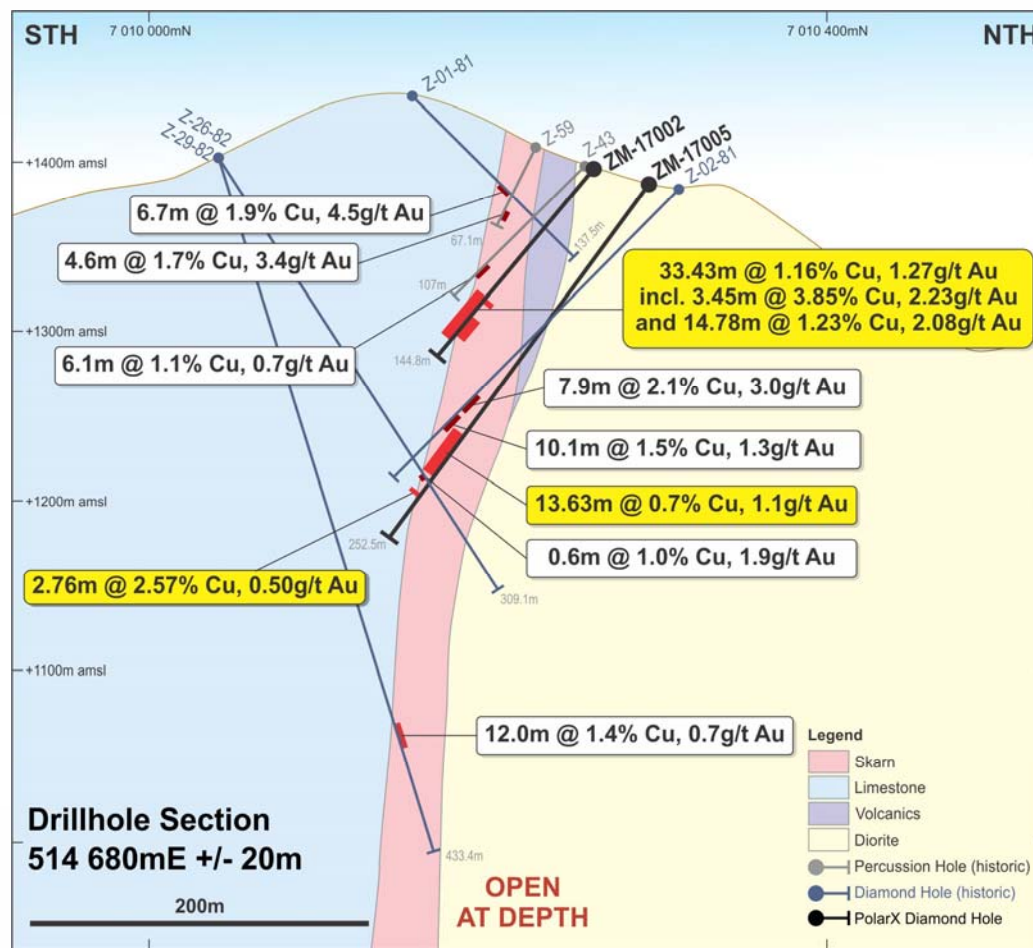 STH
7 010 000mN
7 010 400mN
NTH
Z-01-81
Z-26-82
Z-29-82
Z-59
Z-43
ZM-17002
ZM-17005
Z-02-81
+1400m amsl
6.7m @ 1.9% Cu, 4.5g/t Au
67.1m
137.5m
4.6m @ 1.7% Cu, 3.4g/t Au
33.43m @ 1.16% Cu, 1.27g/t Au
incl. 3.45m @ 3.85% Cu, 2.23g/t Au
and 14.78m @ 1.23% Cu, 2.08g/t Au
107m
+1300m amsl
6.1m @ 1.1% Cu, 0.7g/t Au
144.8m
7.9m @ 2.1% Cu, 3.0g/t Au
10.1m @ 1.5% Cu, 1.3g/t Au
+1200m amsl
13.63m @ 0.7% Cu, 1.1g/t Au
252.5m
0.6m @ 1.0% Cu, 1.9g/t Au
2.76m @ 2.57% Cu, 0.50g/t Au
309.1m
+1100m amsl
12.0m @ 1.4% Cu, 0.7g/t Au
Legend
Skarn
Limestone
Volcanics
Diorite
Percussion Hole (historic)
Diamond Hole (historic)
PolarX Diamond Hole
Drillhole Section
514 680mE +/- 20m
433.4m
200m
OPEN
AT DEPTH